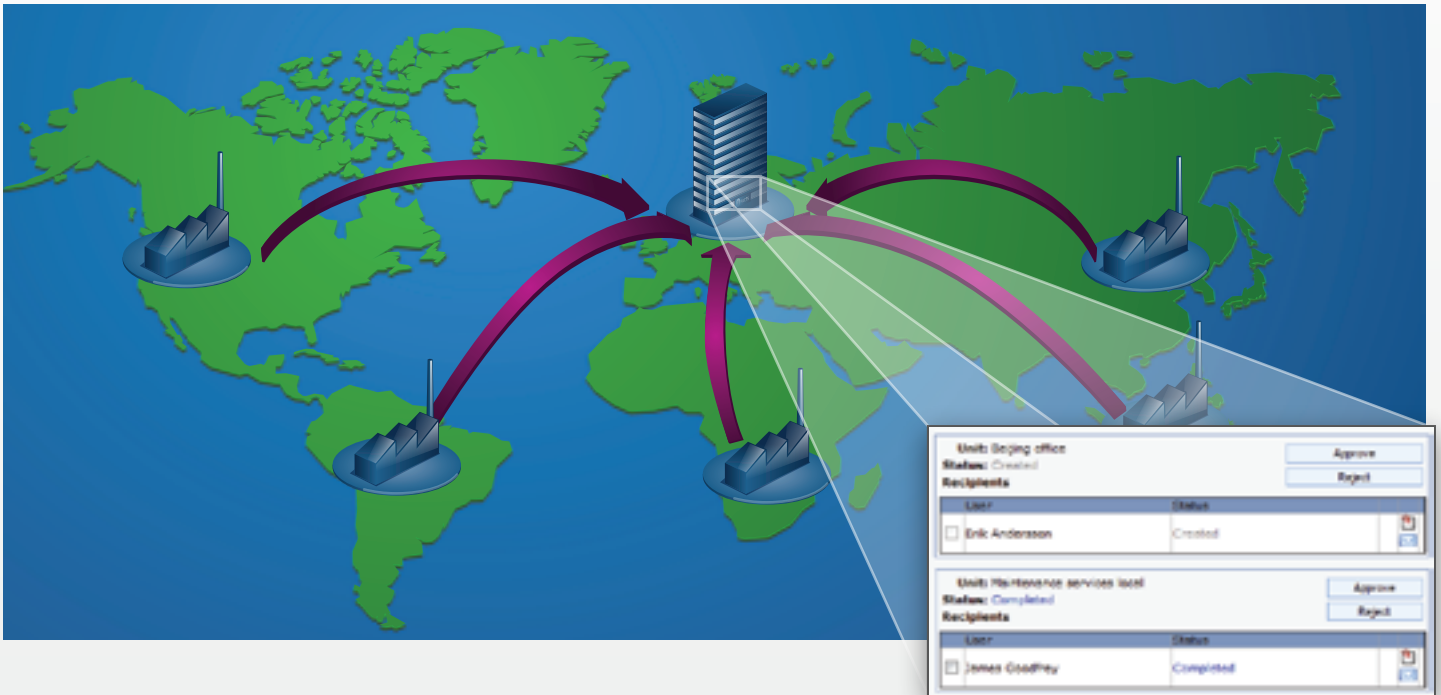 Unit: Beijing office
Approve
Status: Created
Reject
Recipients
User Status
Erik Andersson Created
Unit: Maintenance services local
Approve
Status: Completed
Reject
Recipients
User Status
James Goodfrey Completed